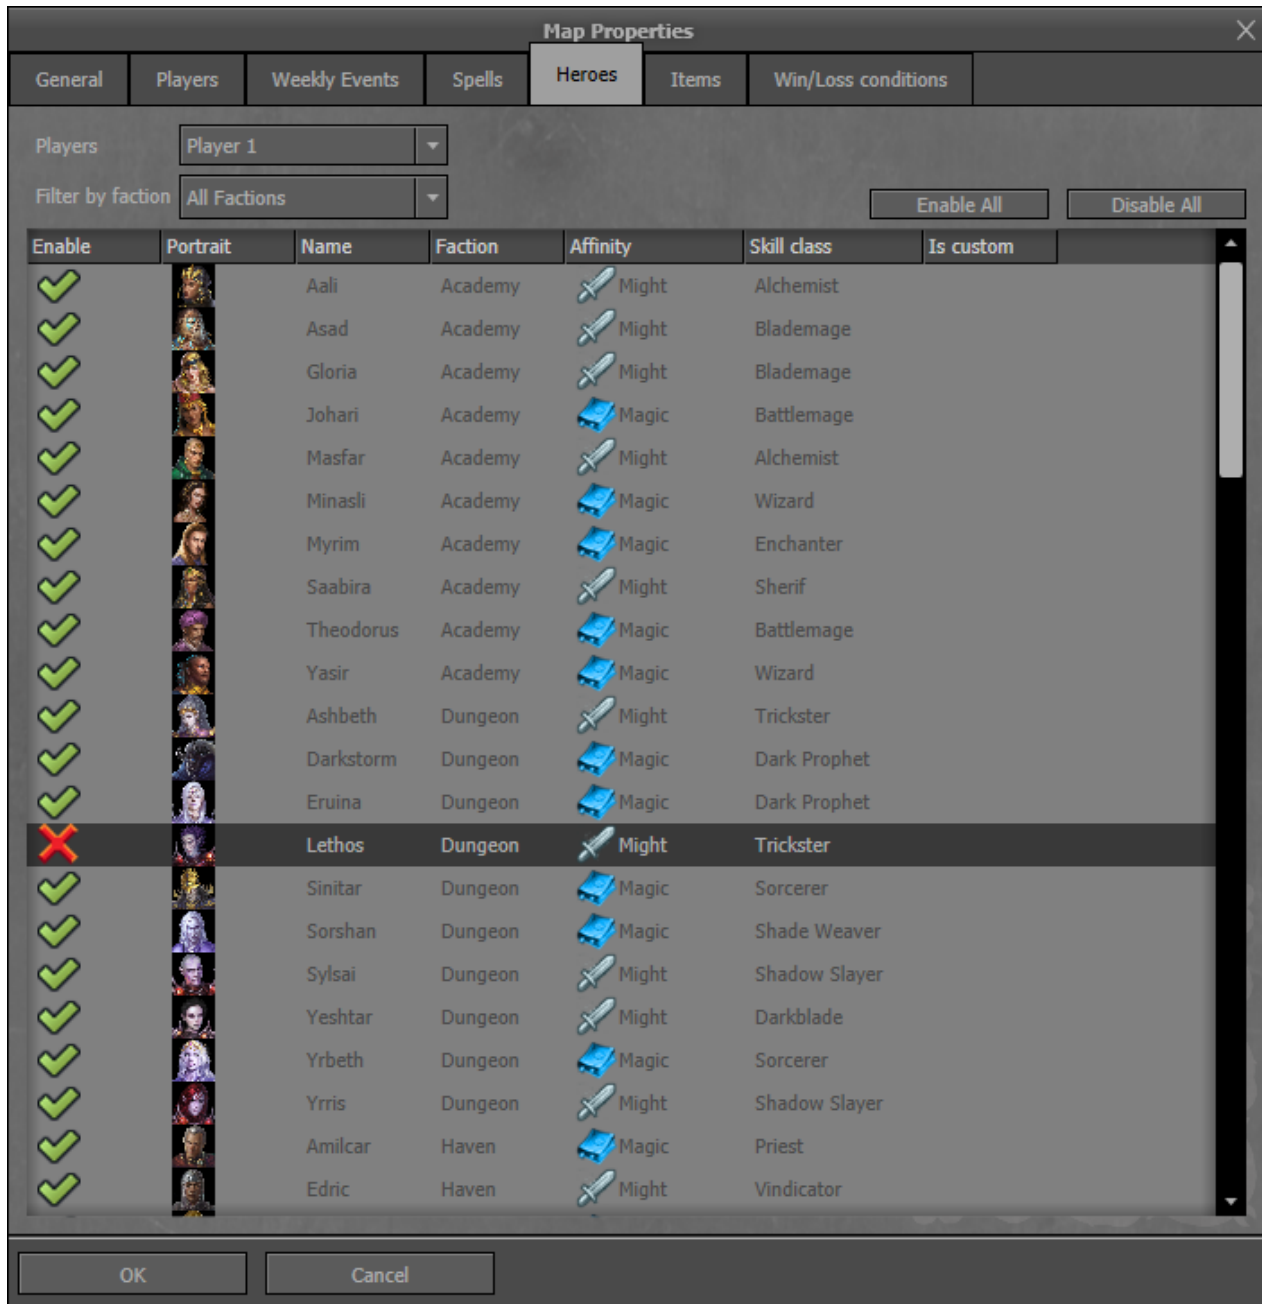 Map Properties
General Players Weekly Events Spells Heroes Items Win/Loss conditions
Players Player 1
Filter by faction All Factions Enable All Disable All
Enable Portrait Name Faction Affinity Skill class Is custom
Aali Academy Might Alchemist
Asad Academy Might Blademage
Gloria Academy Might Blademage
Johari Academy Magic Battlemage
Masfar Academy Might Alchemist
Minasli Academy Magic Wizard
Myrim Academy Magic Enchanter
Saabira Academy Might Sherif
Theodorus Academy Magic Battlemage
Yasir Academy Magic Wizard
Ashbeth Dungeon Might Trickster
Darkstorm Dungeon Magic Dark Prophet
Eruina Dungeon Magic Dark Prophet
Lethos Dungeon Might Trickster
Sinitar Dungeon Magic Sorcerer
Sorshan Dungeon Magic Shade Weaver
Sylsai Dungeon Might Shadow Slayer
Yeshtar Dungeon Might Darkblade
Yrbeth Dungeon Magic Sorcerer
Yrris Dungeon Might Shadow Slayer
Amilcar Haven Magic Priest
Edric Haven Might Vindicator
OK Cancel